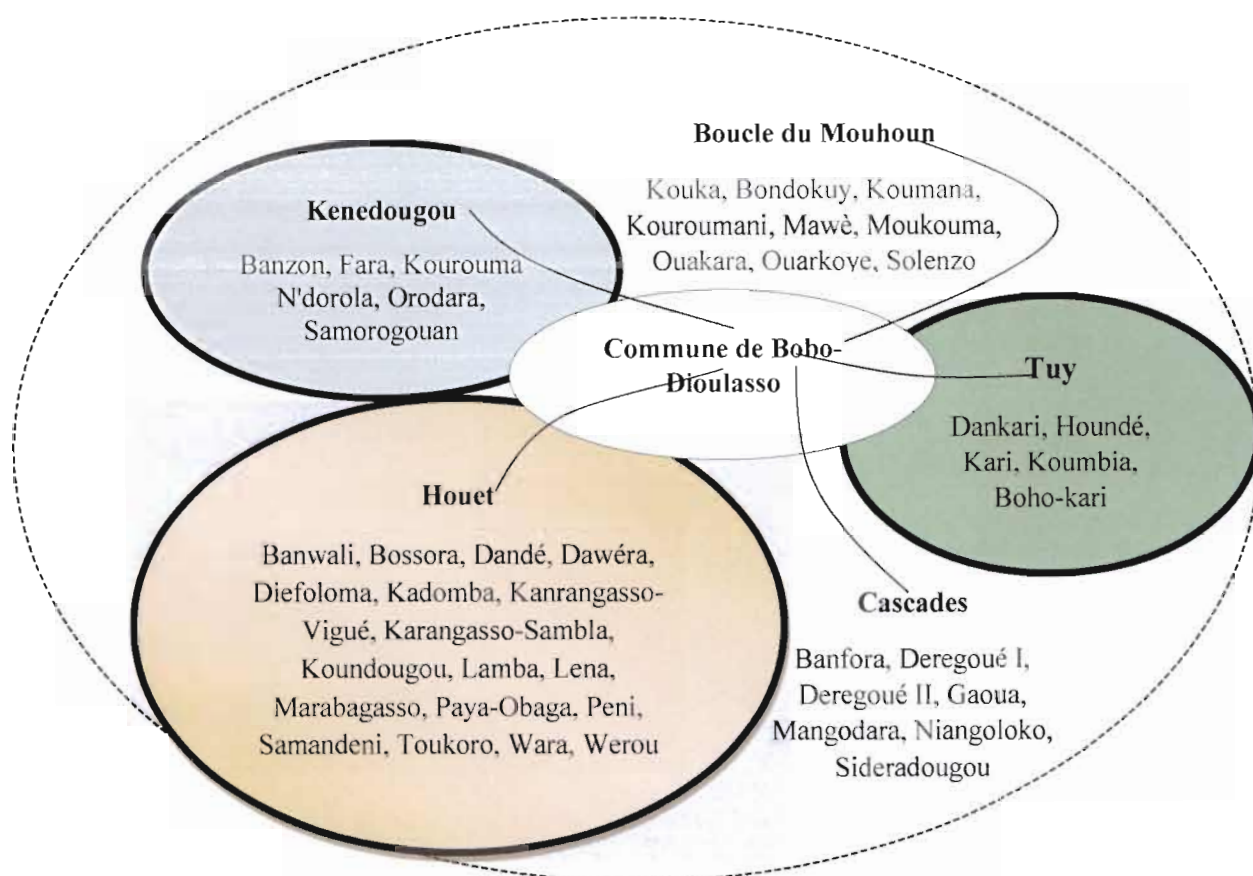 Boucle du Mouhoun
Kouka, Bondokuy, Koumana,
Kouroumani, Mawè, Moukouma,
Ouakara, Ouarkoye, Solenzo
Kenedougou
Banzon, Fara, Kourouma
N'dorola, Orodara,
Samorogouan
Commune de Bobo-
Dioulasso
Tuy
Dankari, Houndé,
Kari, Koumbia,
Boho-kari
Houet
Banwali, Bossora, Dandé, Dawéra,
Diefoloma, Kadomba, Kanrangasso-
Vigué, Karangasso-Sambla,
Koundougou, Lamba, Lena,
Marabagasso, Paya-Obaga, Peni,
Samandeni, Toukoro, Wara, Werou
Cascades
Banfora, Deregoué I,
Deregoué II, Gaoua,
Mangodara, Niangoloko,
Sideradougou